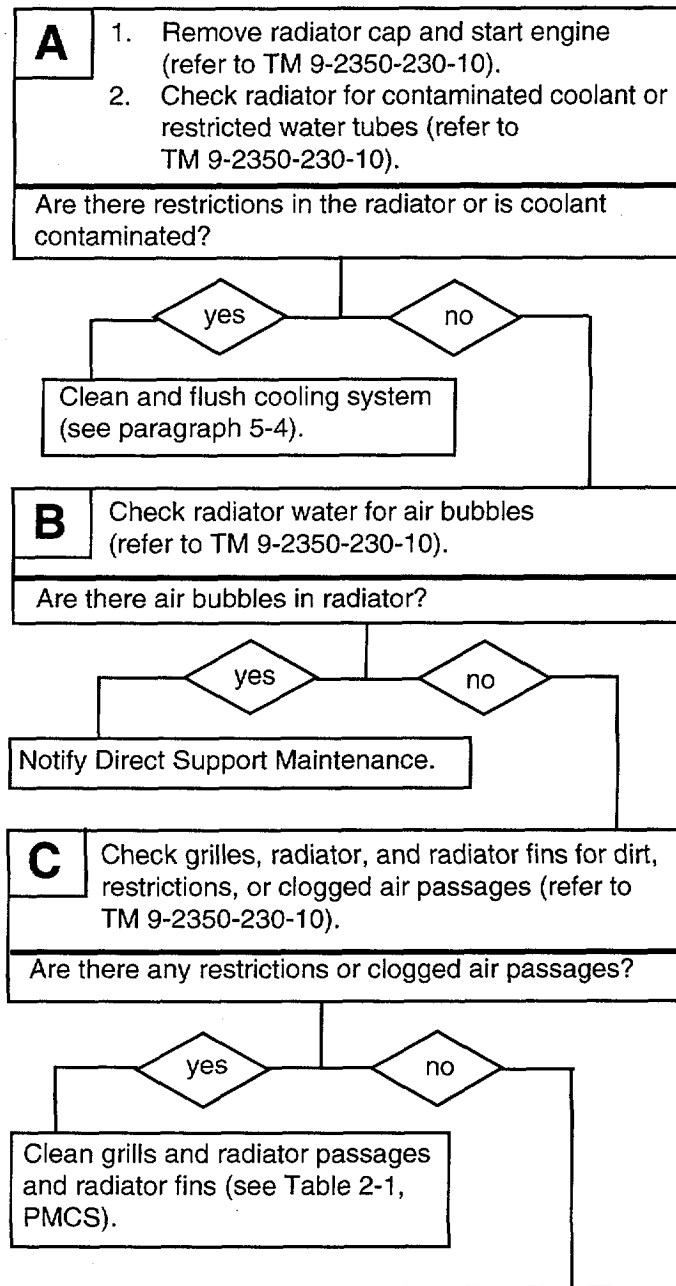 A
1. Remove radiator cap and start engine
(refer to TM 9-2350-230-10).
2. Check radiator for contaminated coolant or
restricted water tubes (refer to
TM 9-2350-230-10).
Are there restrictions in the radiator or is coolant
contaminated?
yes
no
Clean and flush cooling system
(see paragraph 5-4).
B
Check radiator water for air bubbles
(refer to TM 9-2350-230-10).
Are there air bubbles in radiator?
yes
no
Notify Direct Support Maintenance.
C
Check grilles, radiator, and radiator fins for dirt,
restrictions, or clogged air passages (refer to
TM 9-2350-230-10).
Are there any restrictions or clogged air passages?
yes
no
Clean grills and radiator passages
and radiator fins (see Table 2-1,
PMCS).